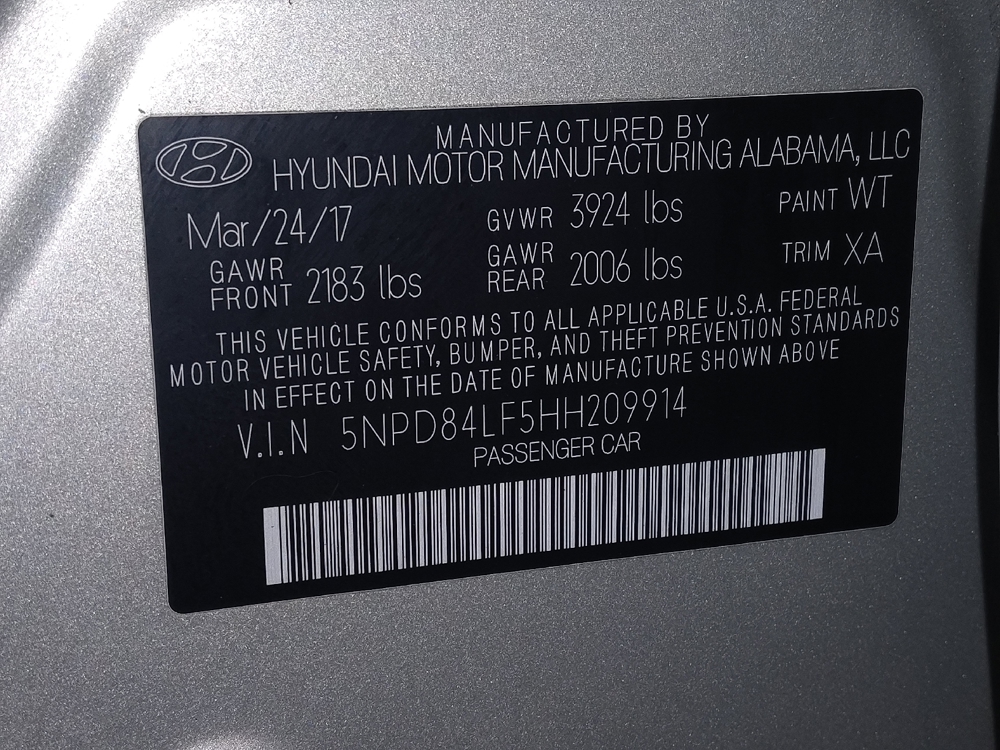 MANUFACTURED BY
HYUNDAI MOTOR MANUFACTURING ALABAMA, LLC
Mar/24/17 GVWR 3924 lbs PAINT WT
GAWR FRONT 2183 lbs GAWR REAR 2006 lbs TRIM XA
THIS VEHICLE CONFORMS TO ALL APPLICABLE U.S.A. FEDERAL
MOTOR VEHICLE SAFETY, BUMPER, AND THEFT PREVENTION STANDARDS
IN EFFECT ON THE DATE OF MANUFACTURE SHOWN ABOVE
V.I.N 5NPD84LF5HH209914
PASSENGER CAR